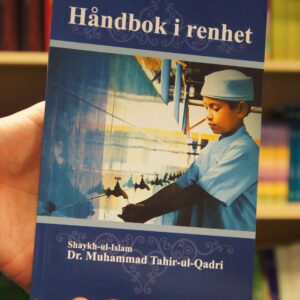 Håndbok i renhet
Shaykh-ul-Islam
Dr. Muhammad Tahir-ul-Qadri